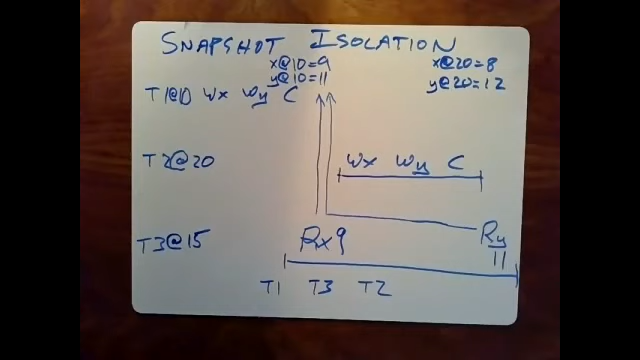 SNAPSHOT ISOLATION
x@10=9
y@10=11
x@20=8
y@20=12
T1@10 Wx Wy C
T2@20 Wx Wy C
T3@15 Rx9 Ry
11
T1 T3 T2